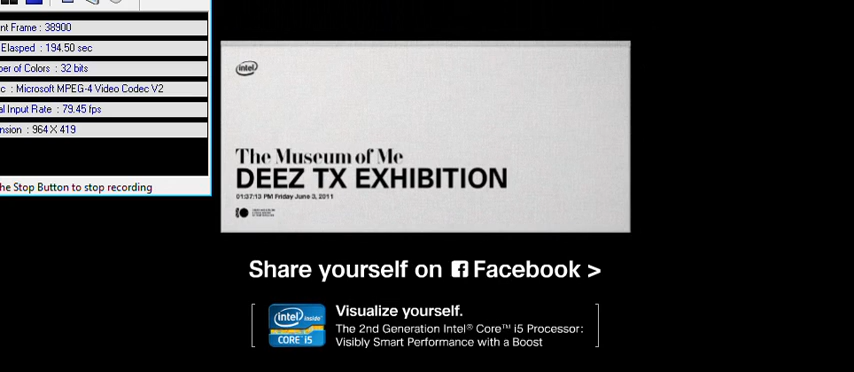 nt Frame : 38900
Elasped : 194.50 sec
ber of Colors : 32 bits
c : Microsoft MPEG-4 Video Codec V2
al Input Rate : 79.45 fps
nsion : 964 X 419
he Stop Button to stop recording
intel
The Museum of Me
DEEZ TX EXHIBITION
01:37:13 PM Friday June 3, 2011
Share yourself on f Facebook >
intel inside™
CORE i5
Visualize yourself.
The 2nd Generation Intel® Core™ i5 Processor:
Visibly Smart Performance with a Boost